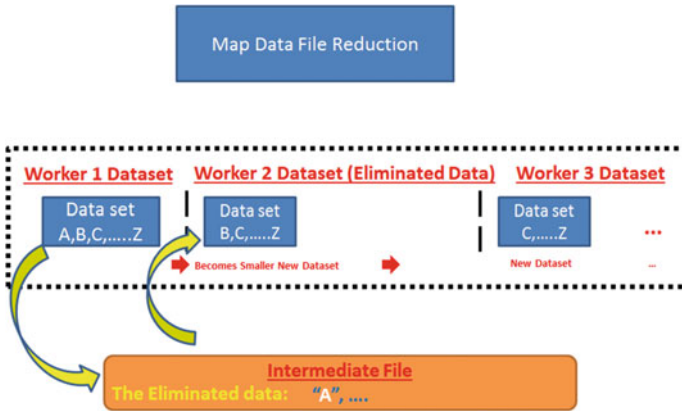 Map Data File Reduction
Worker 1 Dataset
Worker 2 Dataset (Eliminated Data)
Worker 3 Dataset
Data set
A,B,C,…..Z
Data set
B,C,…..Z
Data set
C,…..Z
...
Becomes Smaller New Dataset
New Dataset
...
Intermediate File
The Eliminated data: “A”, ….